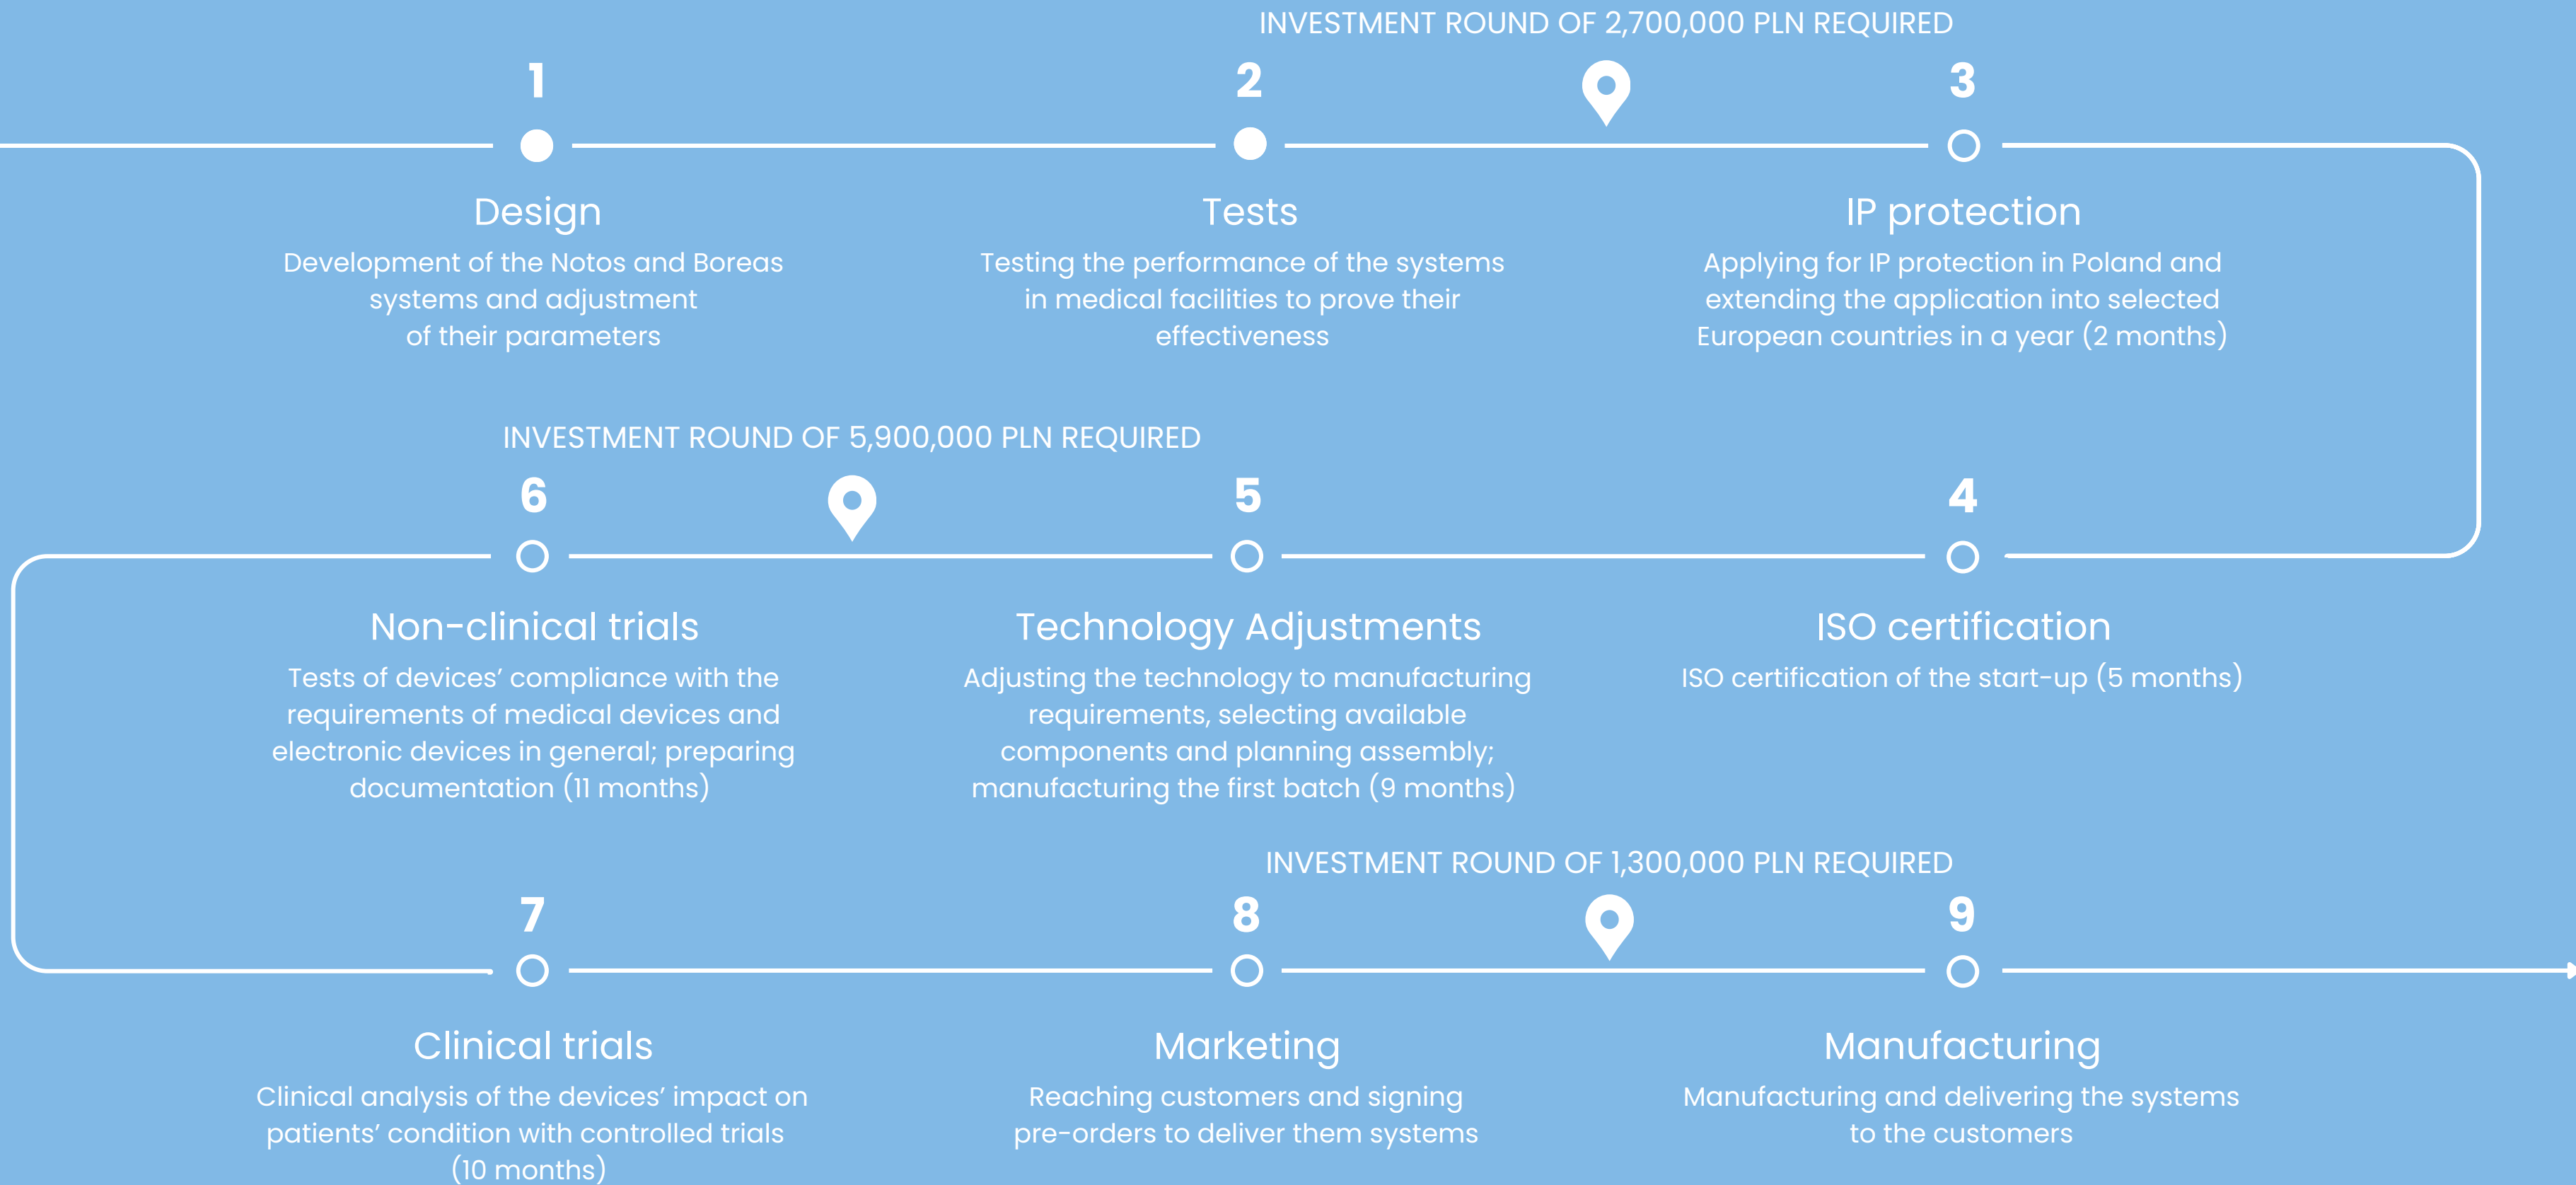 INVESTMENT ROUND OF 2,700,000 PLN REQUIRED
1
2
3
Design
Development of the Notos and Boreas
systems and adjustment
of their parameters
Tests
Testing the performance of the systems
in medical facilities to prove their
effectiveness
IP protection
Applying for IP protection in Poland and
extending the application into selected
European countries in a year (2 months)
INVESTMENT ROUND OF 5,900,000 PLN REQUIRED
6
5
4
Non-clinical trials
Tests of devices’ compliance with the
requirements of medical devices and
electronic devices in general; preparing
documentation (11 months)
Technology Adjustments
Adjusting the technology to manufacturing
requirements, selecting available
components and planning assembly;
manufacturing the first batch (9 months)
ISO certification
ISO certification of the start-up (5 months)
INVESTMENT ROUND OF 1,300,000 PLN REQUIRED
7
8
9
Clinical trials
Clinical analysis of the devices’ impact on
patients’ condition with controlled trials
(10 months)
Marketing
Reaching customers and signing
pre-orders to deliver them systems
Manufacturing
Manufacturing and delivering the systems
to the customers